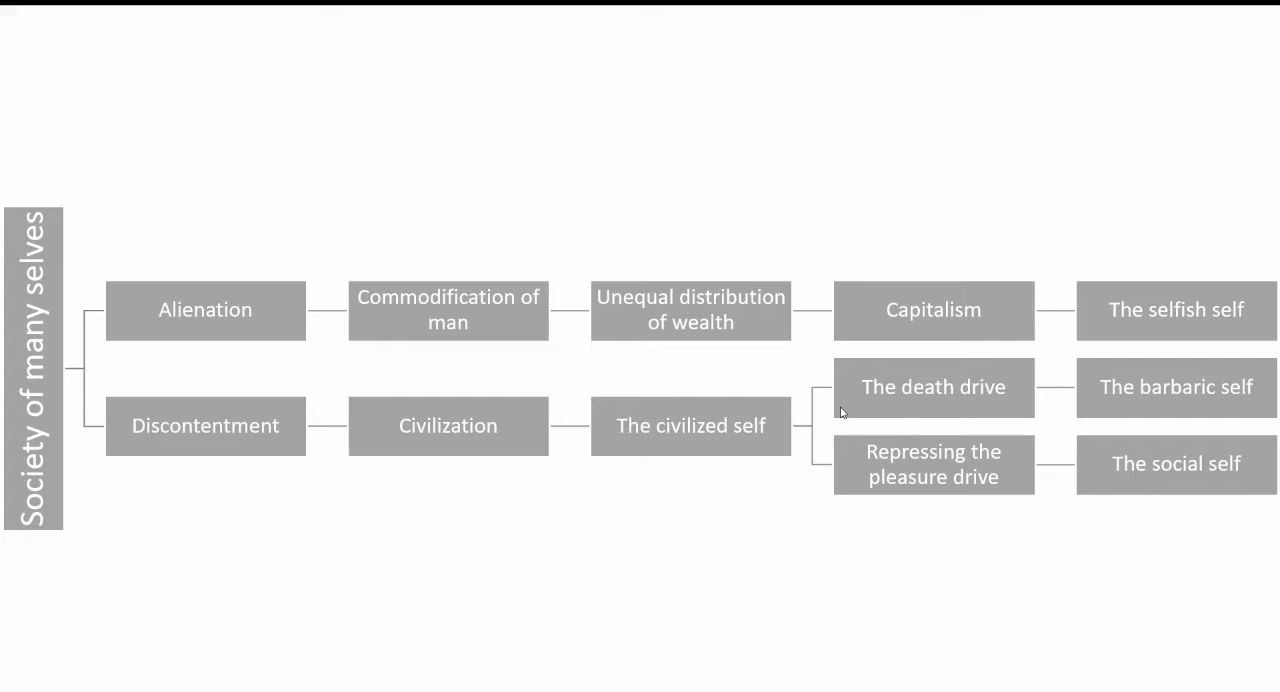 Society of many selves
Alienation
Commodification of
man
Unequal distribution
of wealth
Capitalism
The selfish self
Discontentment
Civilization
The civilized self
The death drive
The barbaric self
Repressing the
pleasure drive
The social self